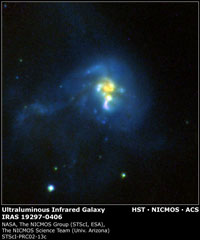 Ultraluminous Infrared Galaxy
IRAS 19297-0406
HST • NICMOS • ACS
NASA, The NICMOS Group (STScI, ESA),
The NICMOS Science Team (Univ. Arizona)
STScI-PRC02-13c